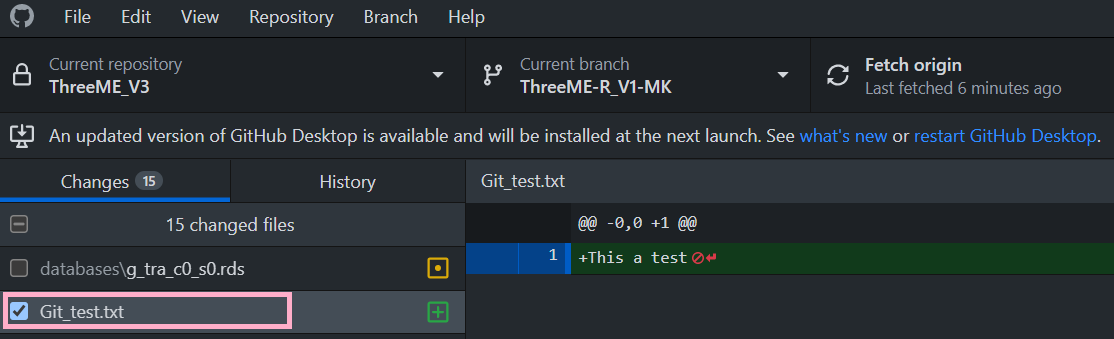 File Edit View Repository Branch Help
Current repository
ThreeME_V3
Current branch
ThreeME-R_V1-MK
Fetch origin
Last fetched 6 minutes ago
An updated version of GitHub Desktop is available and will be installed at the next launch. See what's new or restart GitHub Desktop.
Changes 15
History
Git_test.txt
15 changed files
@@ -0,0 +1 @@
databases\g_tra_c0_s0.rds
1 +This a test
Git_test.txt